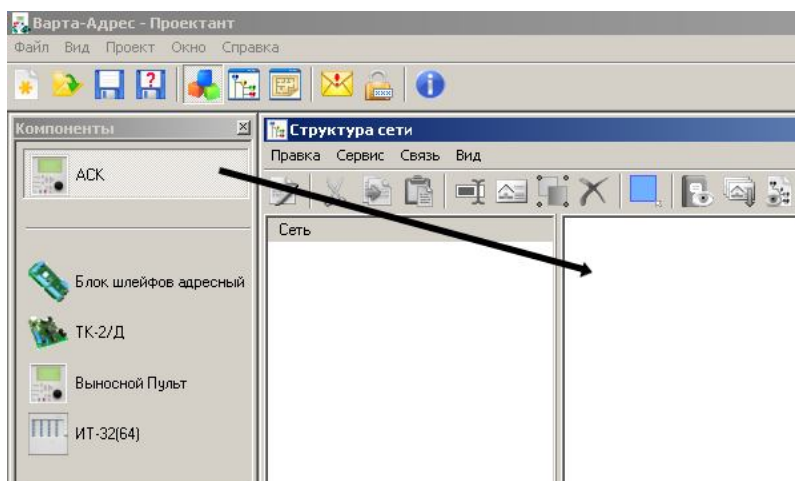 Варта-Адрес - Проектант
Файл Вид Проект Окно Справка
Компоненты
АСК
Блок шлейфов адресный
ТК-2/Д
Выносной Пульт
ИТ-32(64)
Структура сети
Правка Сервис Связь Вид
Сеть